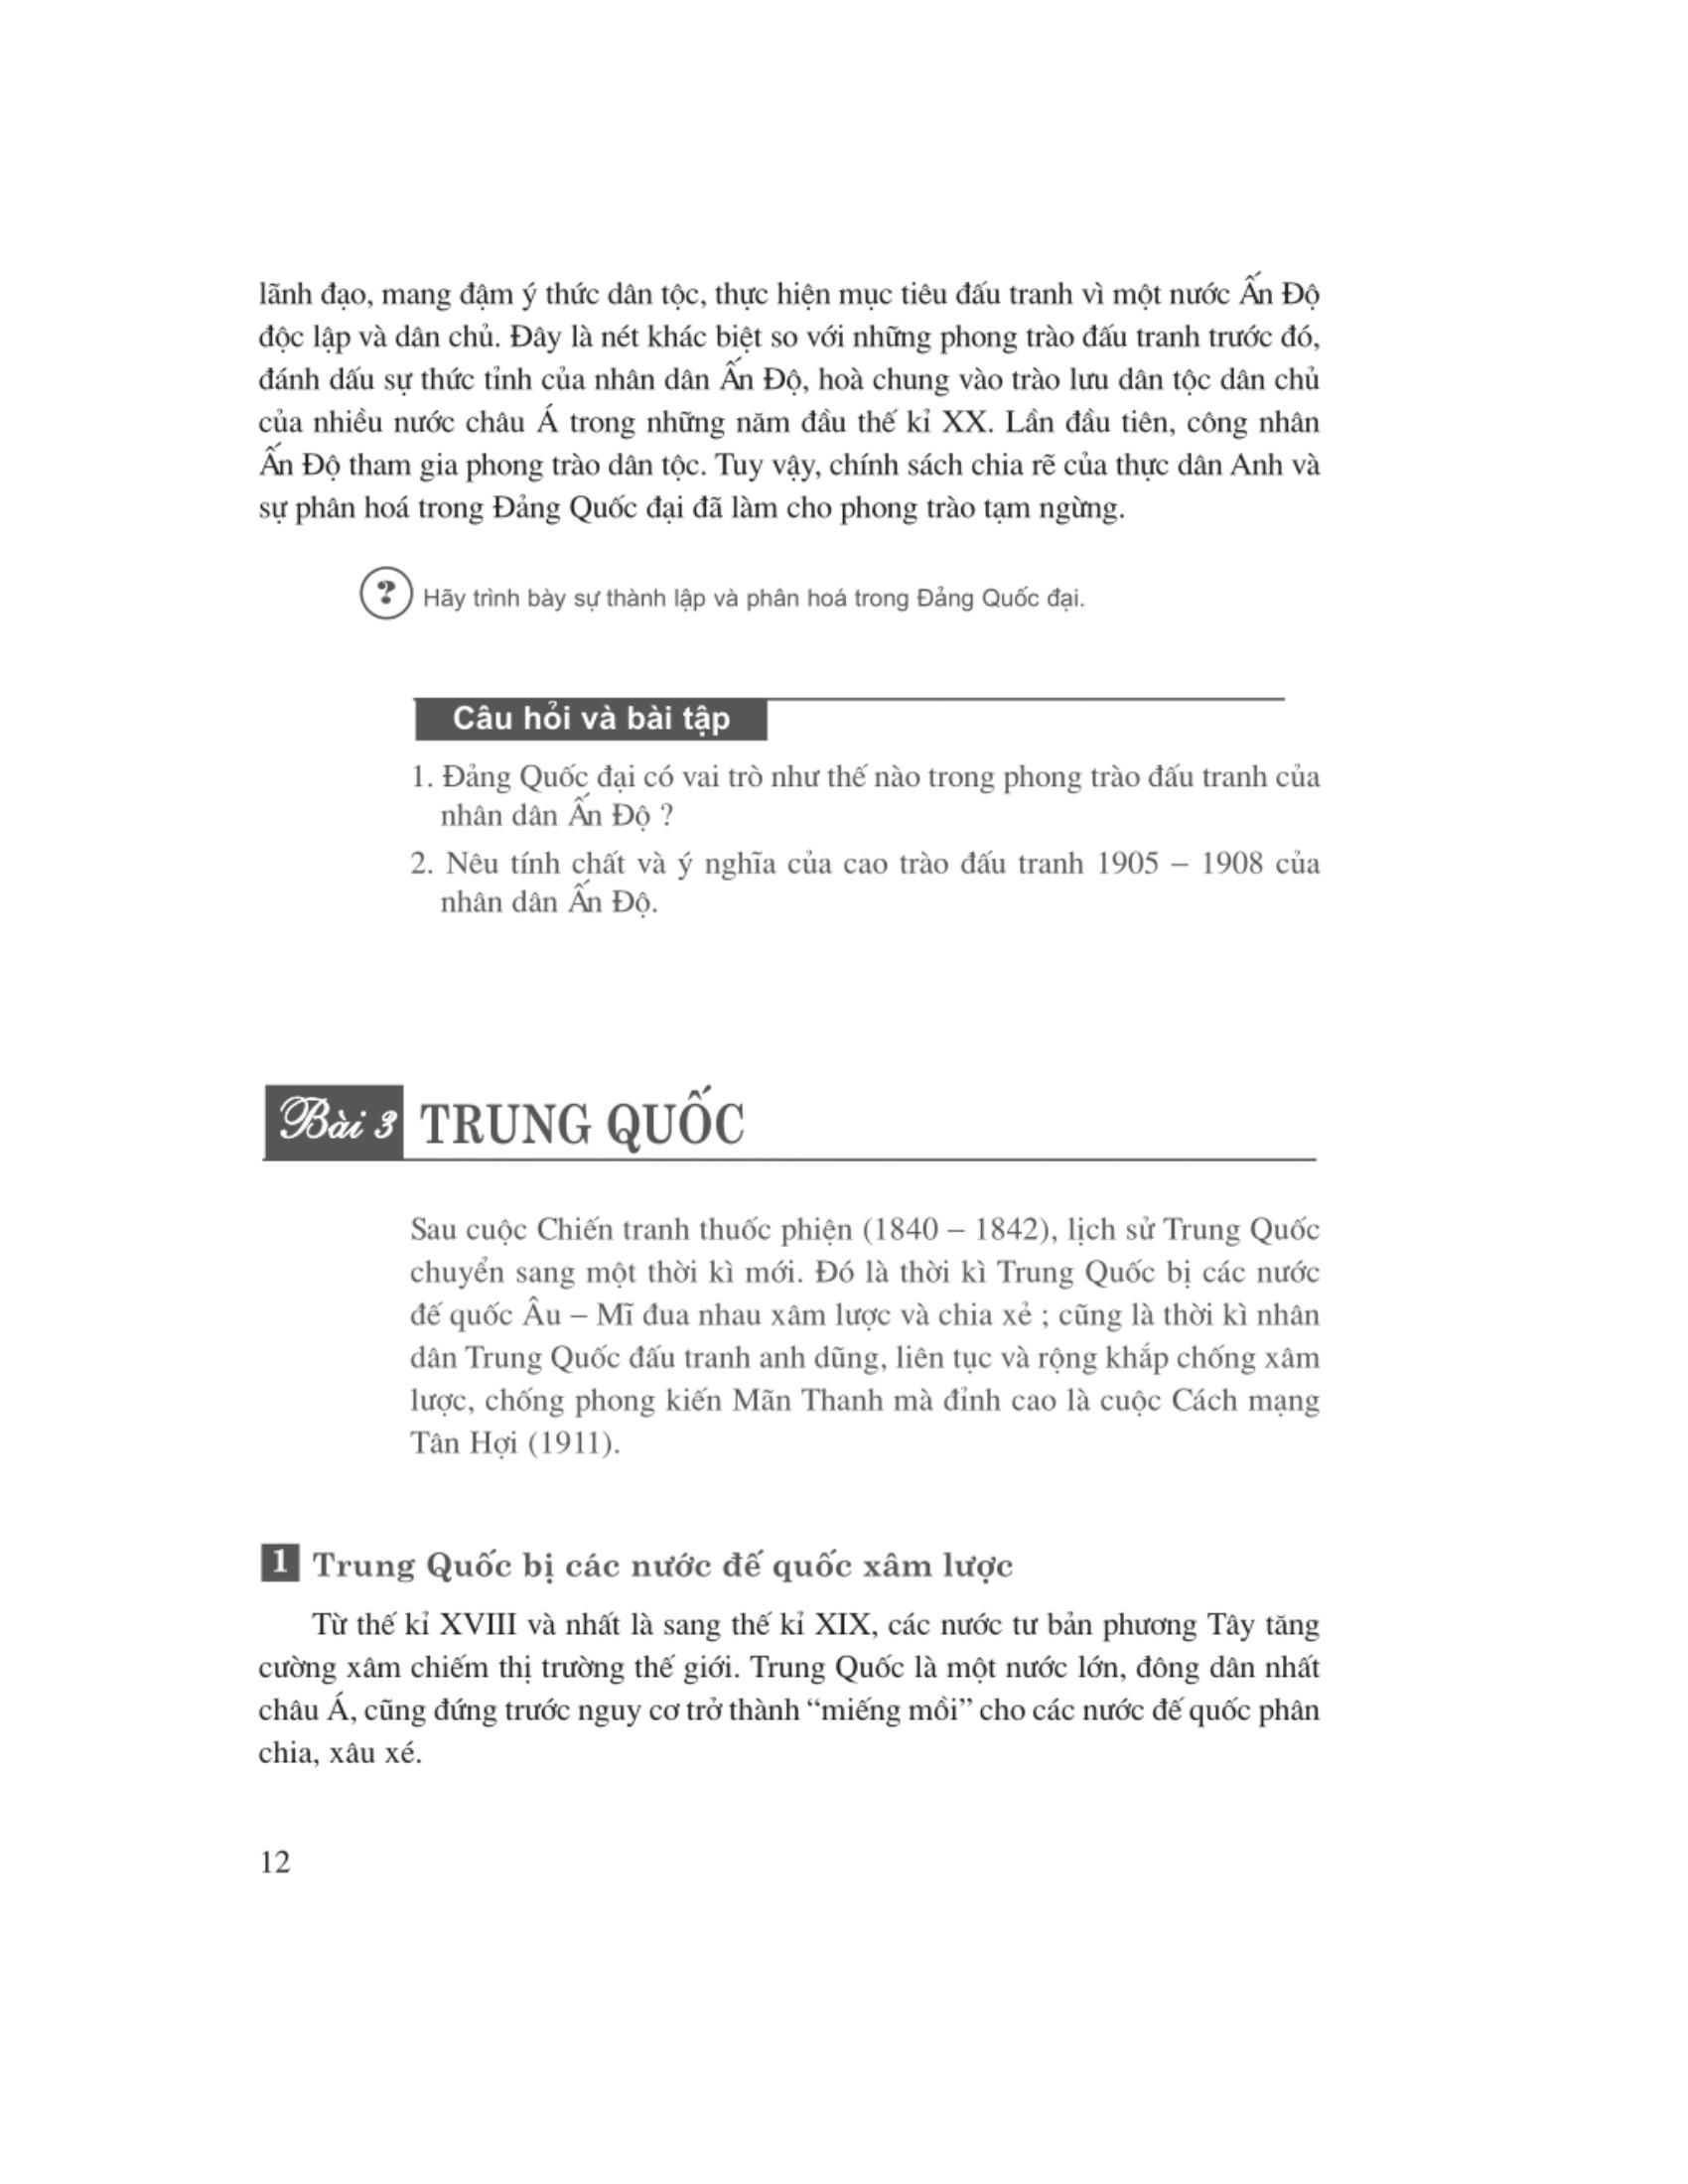 lãnh đạo, mang đậm ý thức dân tộc, thực hiện mục tiêu đấu tranh vì một nước Ấn Độ
độc lập và dân chủ. Đây là nét khác biệt so với những phong trào đấu tranh trước đó,
đánh dấu sự thức tỉnh của nhân dân Ấn Độ, hoà chung vào trào lưu dân tộc dân chủ
của nhiều nước châu Á trong những năm đầu thế kỉ XX. Lần đầu tiên, công nhân
Ấn Độ tham gia phong trào dân tộc. Tuy vậy, chính sách chia rẽ của thực dân Anh và
sự phân hoá trong Đảng Quốc đại đã làm cho phong trào tạm ngừng.
? Hãy trình bày sự thành lập và phân hoá trong Đảng Quốc đại.
Câu hỏi và bài tập
1. Đảng Quốc đại có vai trò như thế nào trong phong trào đấu tranh của
nhân dân Ấn Độ ?
2. Nêu tính chất và ý nghĩa của cao trào đấu tranh 1905 – 1908 của
nhân dân Ấn Độ.
Bài 3 TRUNG QUỐC
Sau cuộc Chiến tranh thuốc phiện (1840 – 1842), lịch sử Trung Quốc
chuyển sang một thời kì mới. Đó là thời kì Trung Quốc bị các nước
đế quốc Âu – Mĩ đua nhau xâm lược và chia xẻ ; cũng là thời kì nhân
dân Trung Quốc đấu tranh anh dũng, liên tục và rộng khắp chống xâm
lược, chống phong kiến Mãn Thanh mà đỉnh cao là cuộc Cách mạng
Tân Hợi (1911).
1 Trung Quốc bị các nước đế quốc xâm lược
Từ thế kỉ XVIII và nhất là sang thế kỉ XIX, các nước tư bản phương Tây tăng
cường xâm chiếm thị trường thế giới. Trung Quốc là một nước lớn, đông dân nhất
châu Á, cũng đứng trước nguy cơ trở thành “miếng mồi” cho các nước đế quốc phân
chia, xâu xé.
12